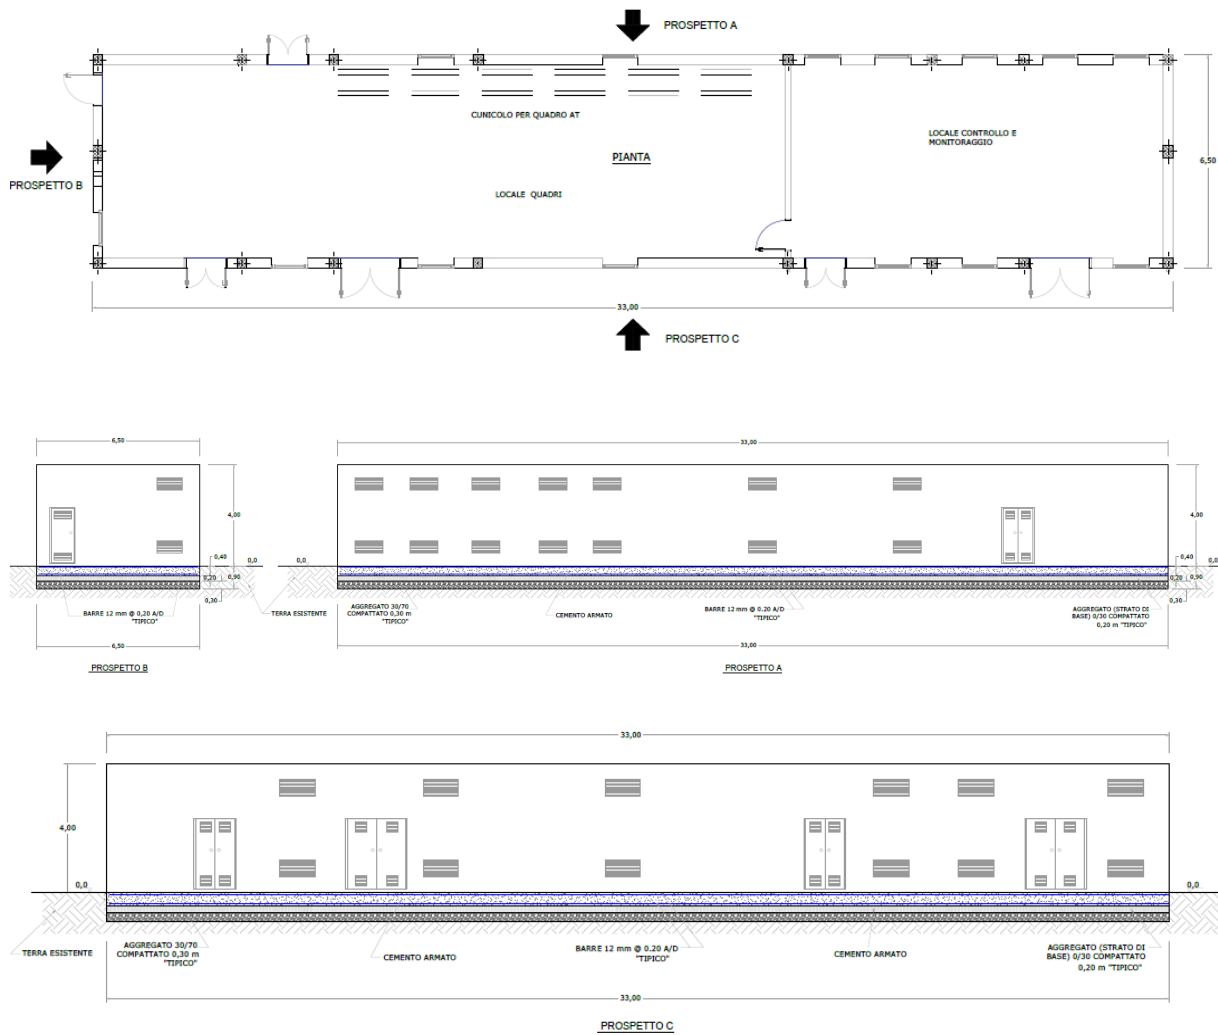 PROSPETTO A
CUNICOLO PER QUADRO AT
LOCALE CONTROLLO E
MONITORAGGIO
PIANTA
6,50
PROSPETTO B
LOCALE QUADRI
33,00
PROSPETTO C
6,50
4,00
0,40
0,0
0,20
0,90
0,30
BARRE 12 mm @ 0,20 A/D
"TIPICO"
TERRA ESISTENTE
6,50
PROSPETTO B
33,00
4,00
0,40
0,0
0,0
0,20
0,90
0,30
AGGREGATO 30/70
COMPATTATO 0,30 m
"TIPICO"
CEMENTO ARMATO
BARRE 12 mm @ 0.20 A/D
"TIPICO"
AGGREGATO (STRATO DI
BASE) 0/30 COMPATTATO
0,20 m "TIPICO"
33,00
PROSPETTO A
33,00
4,00
0,0
0,0
TERRA ESISTENTE
AGGREGATO 30/70
COMPATTATO 0,30 m
"TIPICO"
CEMENTO ARMATO
BARRE 12 mm @ 0.20 A/D
"TIPICO"
CEMENTO ARMATO
AGGREGATO (STRATO DI
BASE) 0/30 COMPATTATO
0,20 m "TIPICO"
33,00
PROSPETTO C